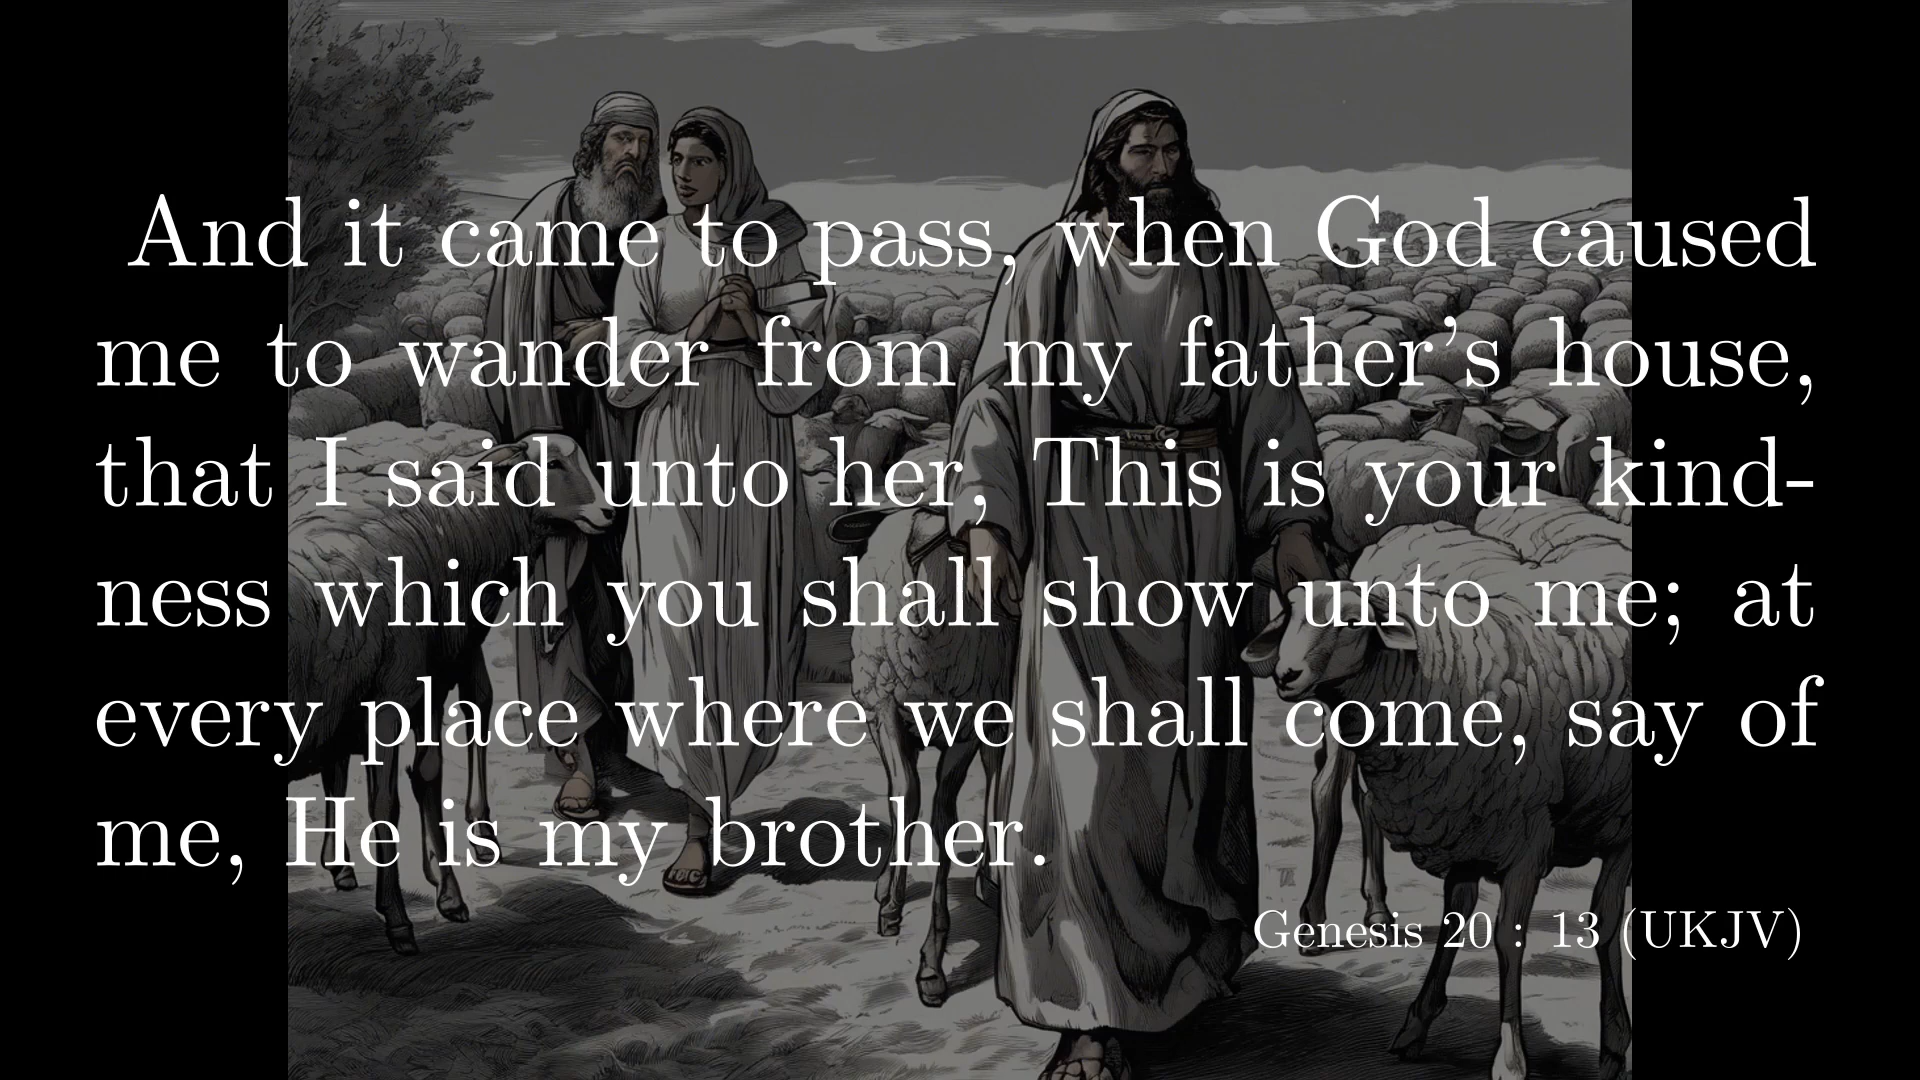 And it came to pass, when God caused
me to wander from my father's house,
that I said unto her, This is your kind-
ness which you shall show unto me; at
every place where we shall come, say of
me, He is my brother.
Genesis 20 : 13 (UKJV)